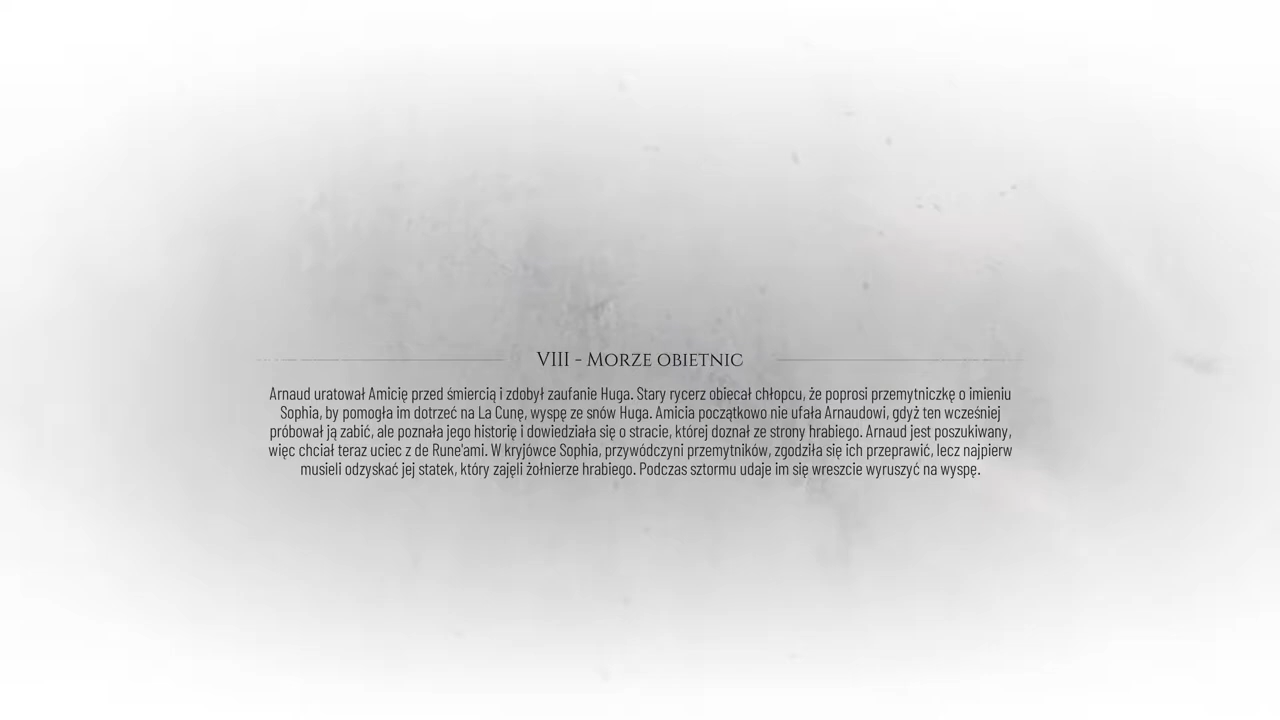 VIII - Morze obietnic
Arnaud uratował Amicię przed śmiercią i zdobył zaufanie Huga. Stary rycerz obiecał chłopcu, że poprosi przemytniczkę o imieniu
Sophia, by pomogła im dotrzeć na La Cunę, wyspę ze snów Huga. Amicia początkowo nie ufała Arnaudowi, gdyż ten wcześniej
próbował ją zabić, ale poznała jego historię i dowiedziała się o stracie, której doznał ze strony hrabiego. Arnaud jest poszukiwany,
więc chciał teraz uciec z de Rune'ami. W kryjówce Sophia, przywódczyni przemytników, zgodziła się ich przeprawić, lecz najpierw
musieli odzyskać jej statek, który zajęli żołnierze hrabiego. Podczas sztormu udaje im się wreszcie wyruszyć na wyspę.